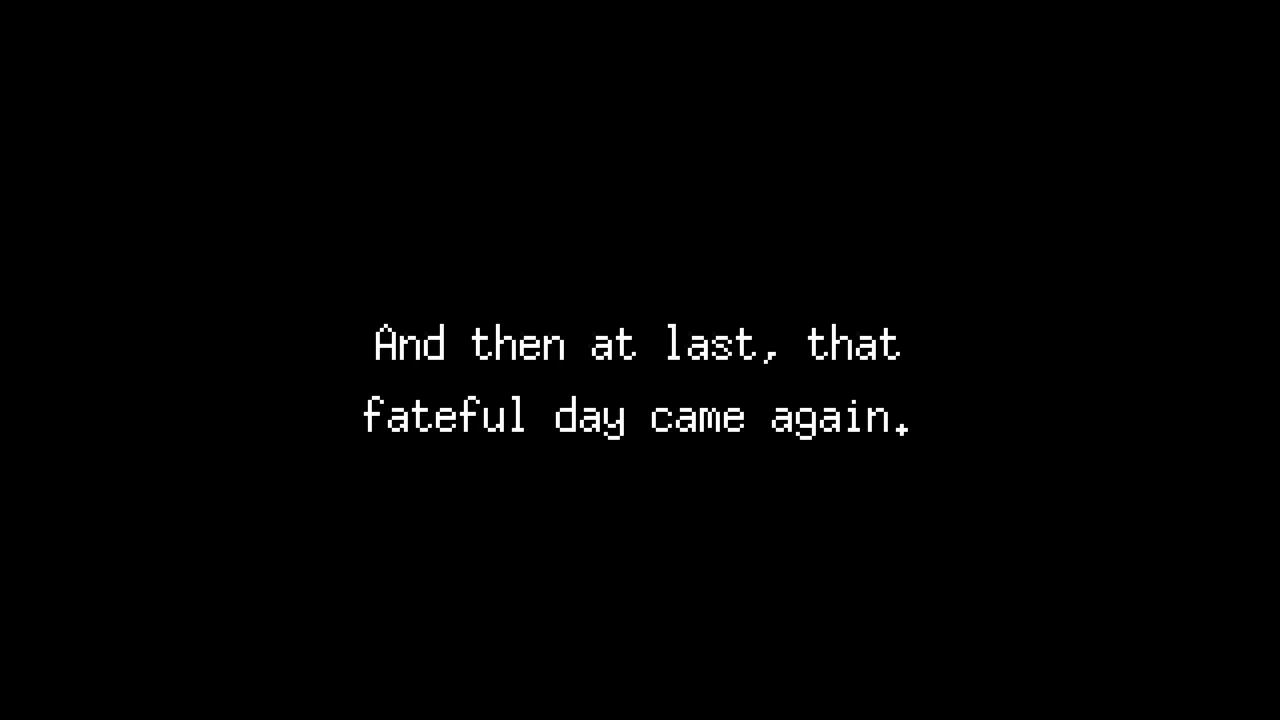 And then at last, that
fateful day came again.